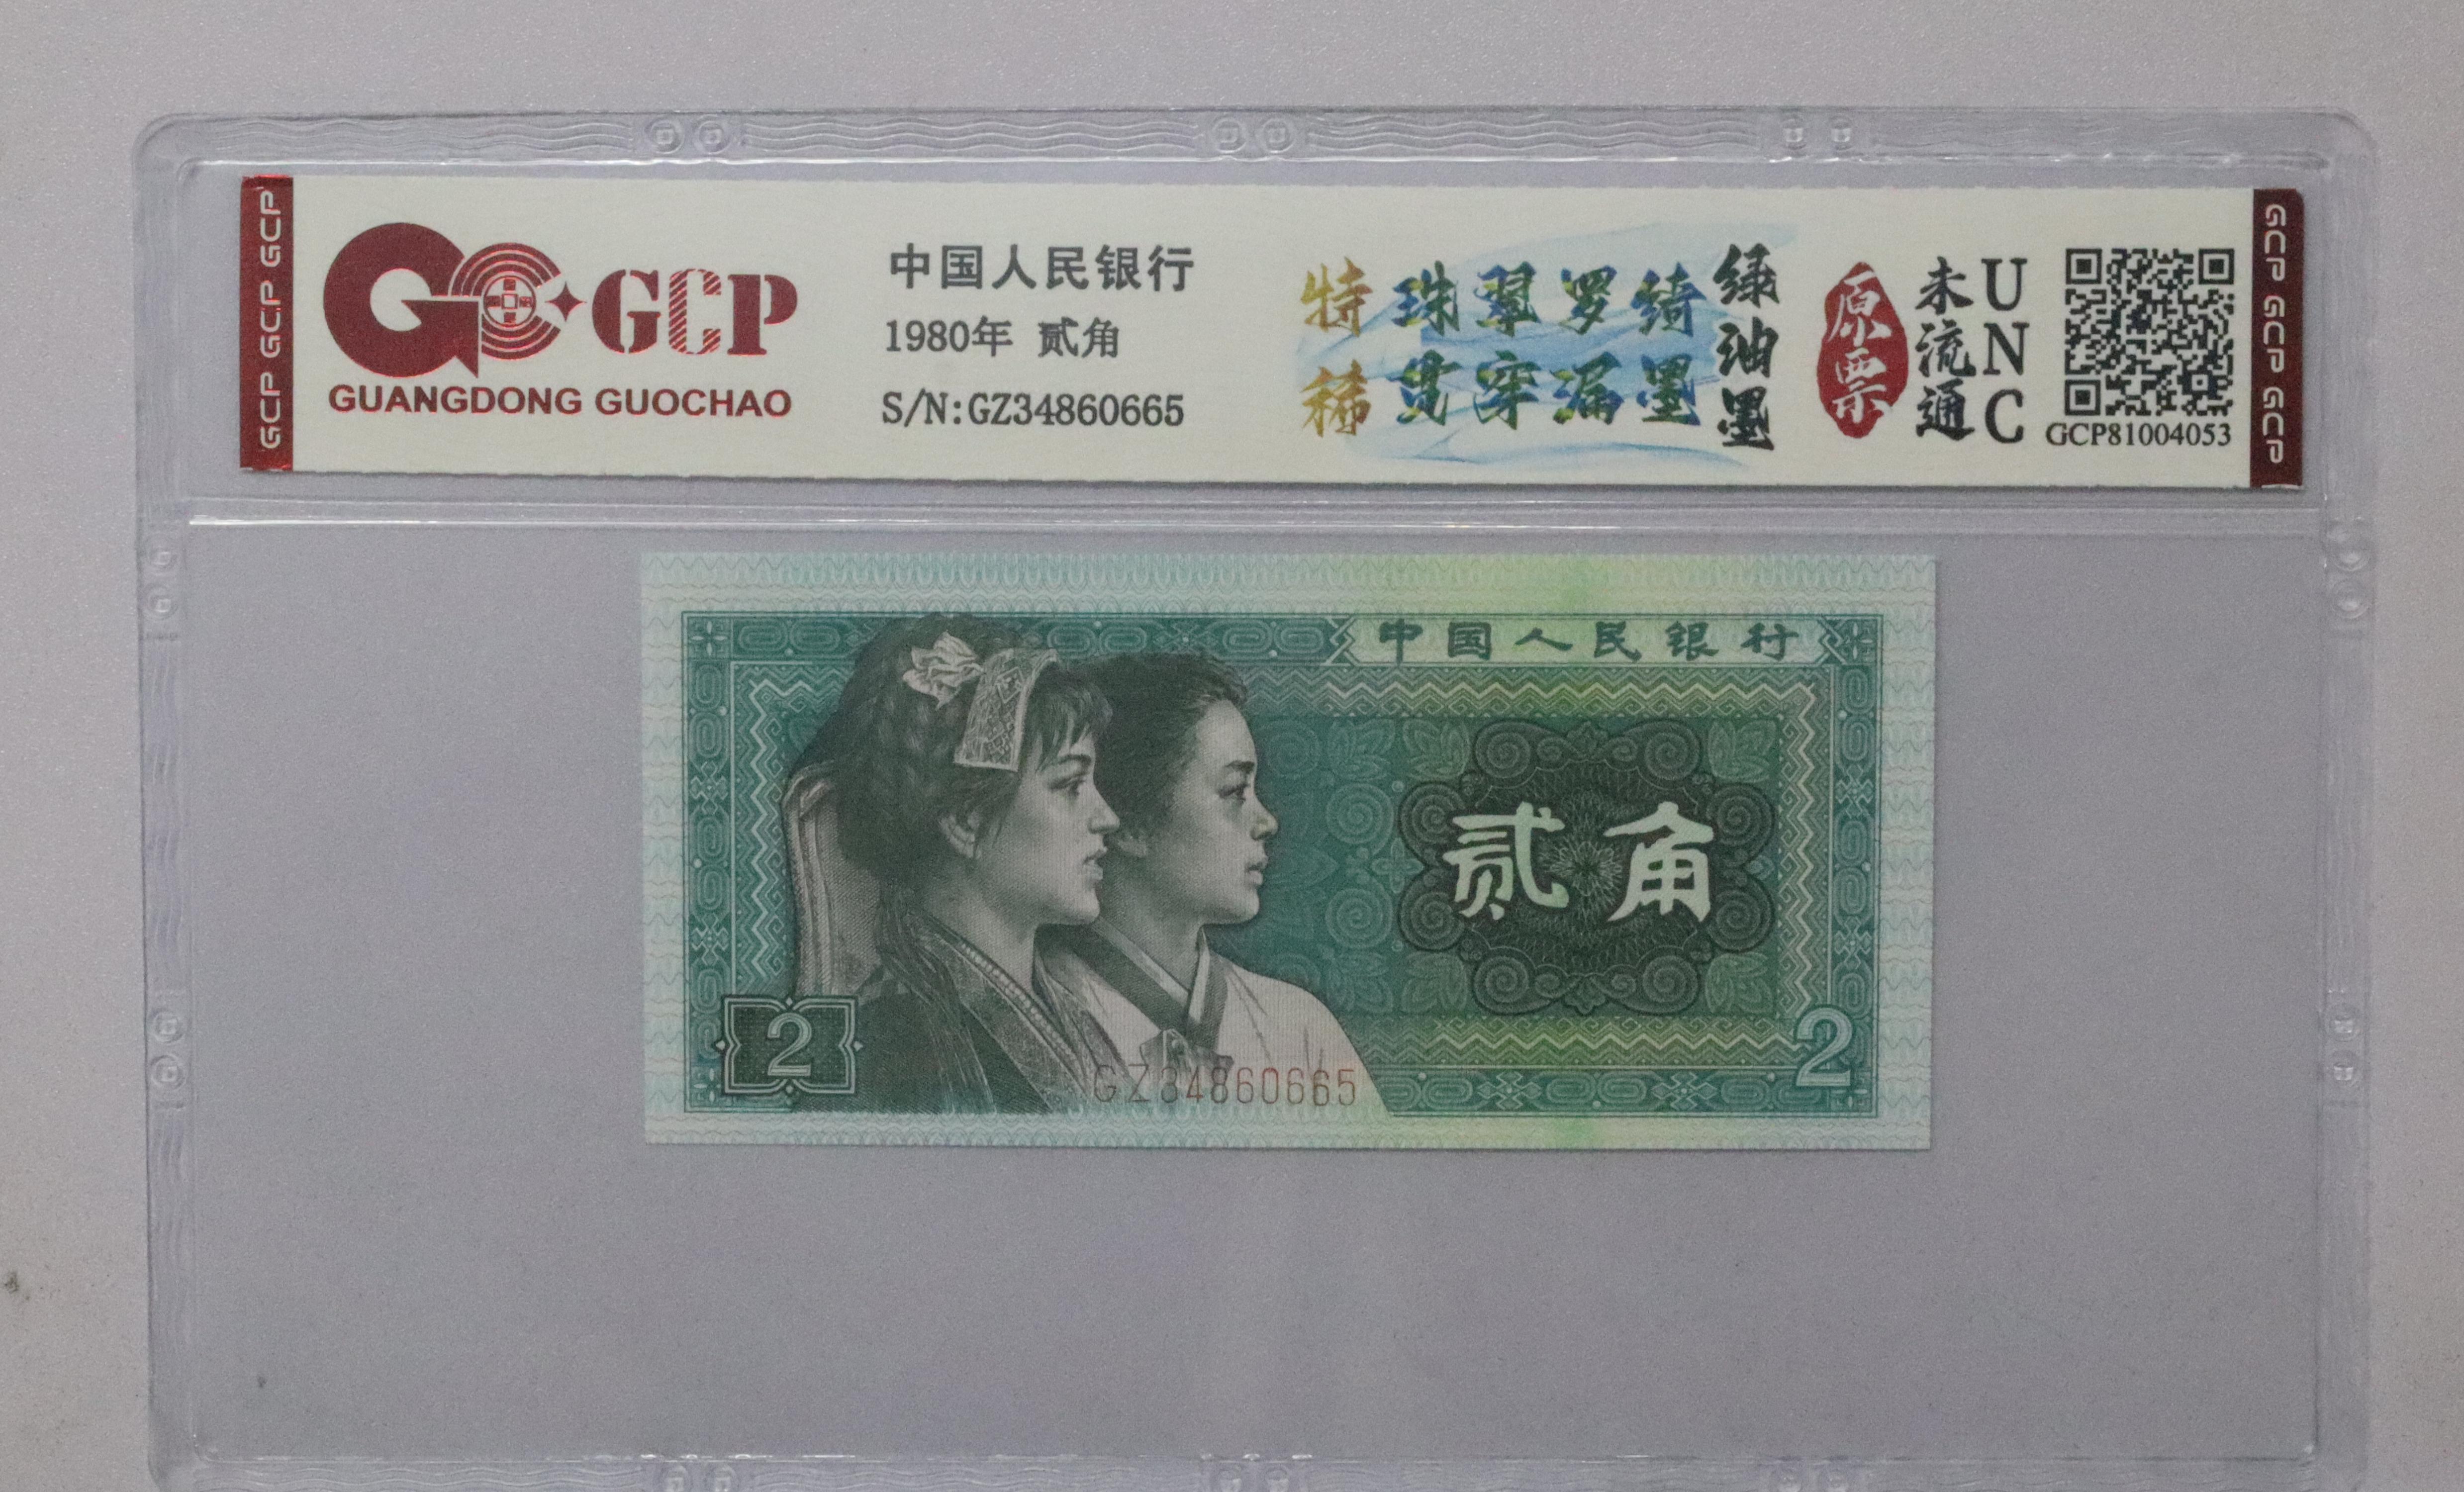 GCP GCP GCP
GCP
GUANGDONG GUOCHAO
中国人民银行
1980年 贰角
S/N:GZ34860665
特稀
珠翠罗绮
贯穿漏墨
绿油墨
原票
未流通
UNC
GCP81004053
GCP GCP GCP
中国人民银行
贰角
2
GZ34860665
2